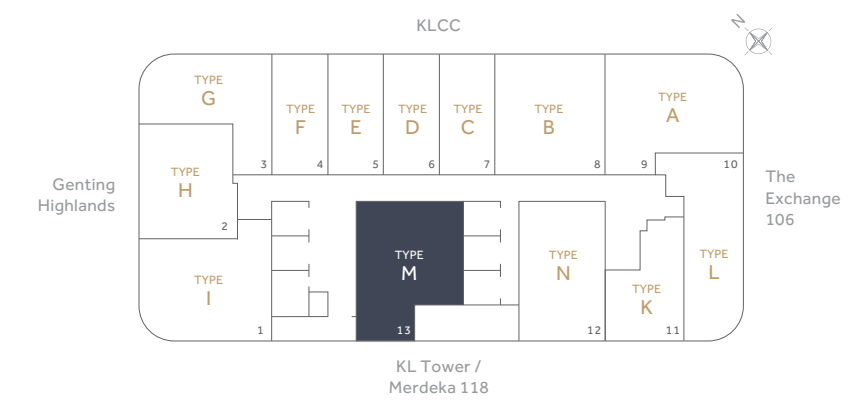 KLCC
N
TYPE
G
3
TYPE
F
4
TYPE
E
5
TYPE
D
6
TYPE
C
7
TYPE
B
8
TYPE
A
9
10
Genting
Highlands
TYPE
H
2
The
Exchange
106
TYPE
I
1
TYPE
M
13
TYPE
N
12
TYPE
K
11
TYPE
L
KL Tower /
Merdeka 118